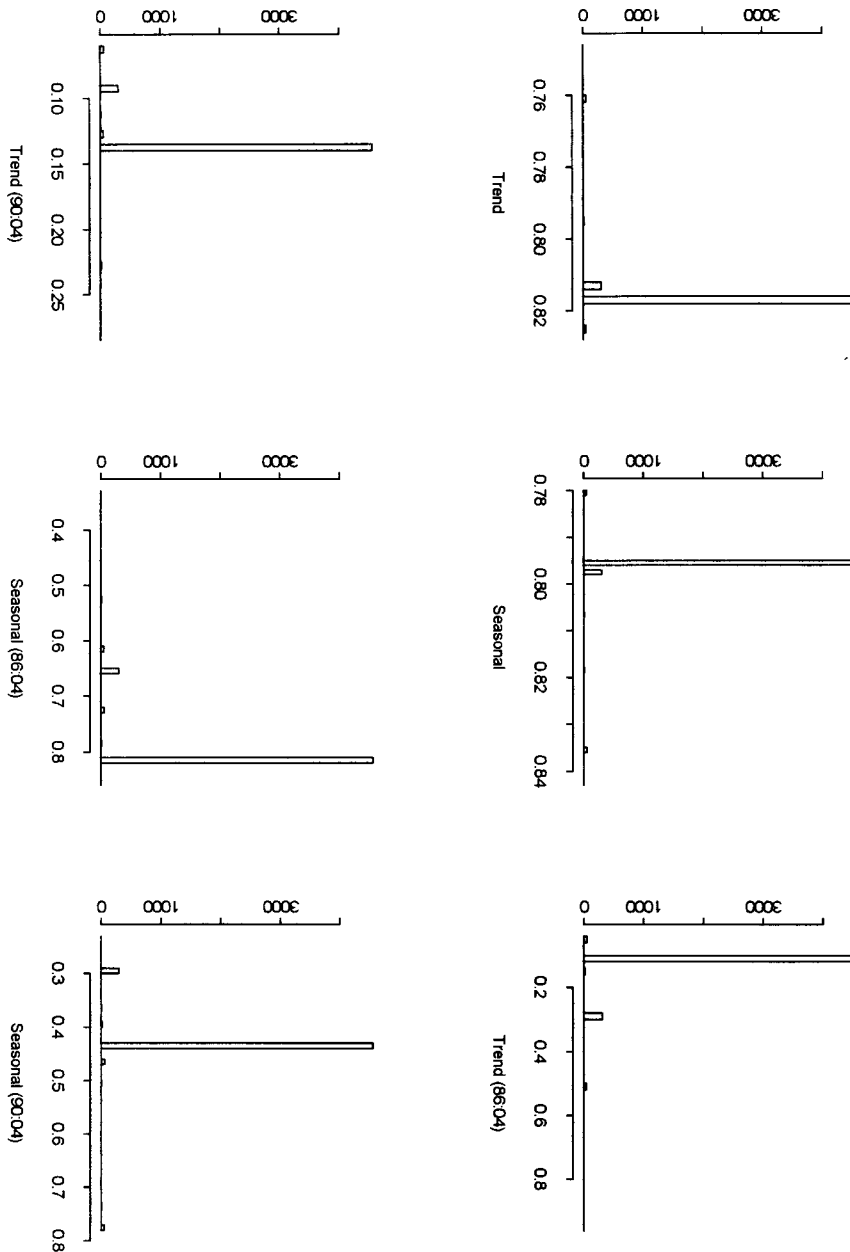 0 1000 3000
0.76 0.78 0.80 0.82
Trend
0 1000 3000
0.78 0.80 0.82 0.84
Seasonal
0 1000 3000
0.2 0.4 0.6 0.8
Trend (86:04)
0 1000 3000
0.10 0.15 0.20 0.25
Trend (90:04)
0 1000 3000
0.4 0.5 0.6 0.7 0.8
Seasonal (86:04)
0 1000 3000
0.3 0.4 0.5 0.6 0.7 0.8
Seasonal (90:04)